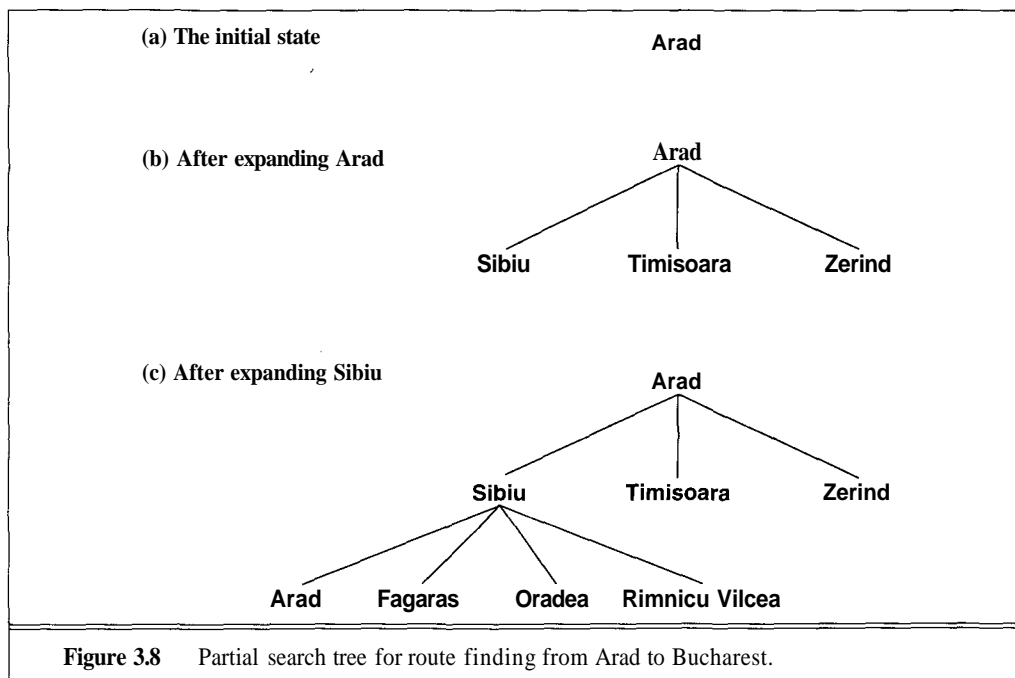 (a) The initial state
Arad
(b) After expanding Arad
Arad
Sibiu Timisoara Zerind
(c) After expanding Sibiu
Arad
Sibiu Timisoara Zerind
Arad Fagaras Oradea Rimnicu Vilcea
Figure 3.8 Partial search tree for route finding from Arad to Bucharest.